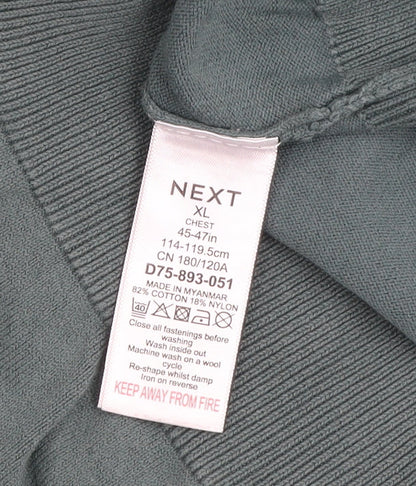 NEXT
XL
CHEST
45-47in
114-119.5cm
CN 180/120A
D75-893-051
MADE IN MYANMAR
82% COTTON 18% NYLON
40
Close all fastenings before
washing
Wash inside out
Machine wash on a wool
cycle
Re-shape whilst damp
Iron on reverse
KEEP AWAY FROM FIRE